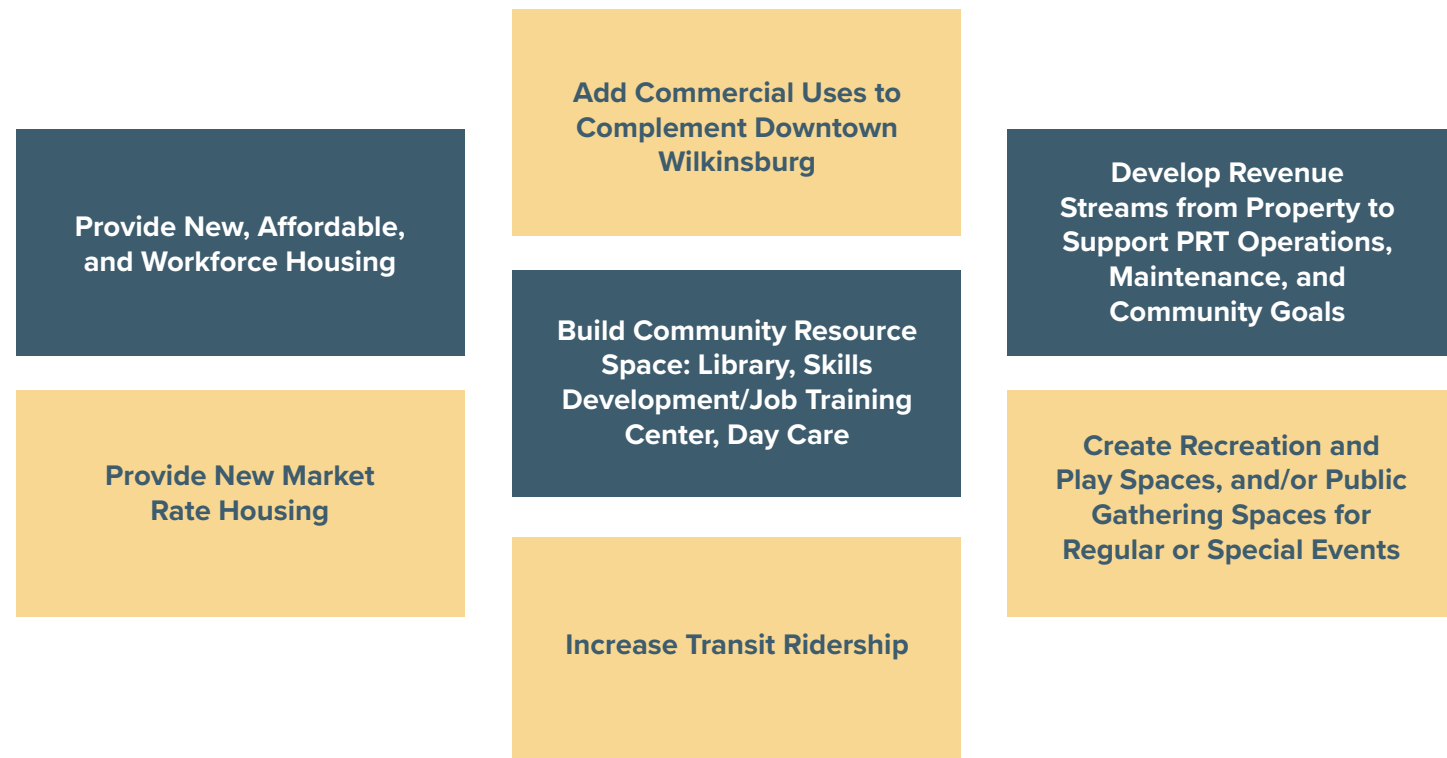 Provide New, Affordable,
and Workforce Housing
Provide New Market
Rate Housing
Add Commercial Uses to
Complement Downtown
Wilkinsburg
Build Community Resource
Space: Library, Skills
Development/Job Training
Center, Day Care
Increase Transit Ridership
Develop Revenue
Streams from Property to
Support PRT Operations,
Maintenance, and
Community Goals
Create Recreation and
Play Spaces, and/or Public
Gathering Spaces for
Regular or Special Events